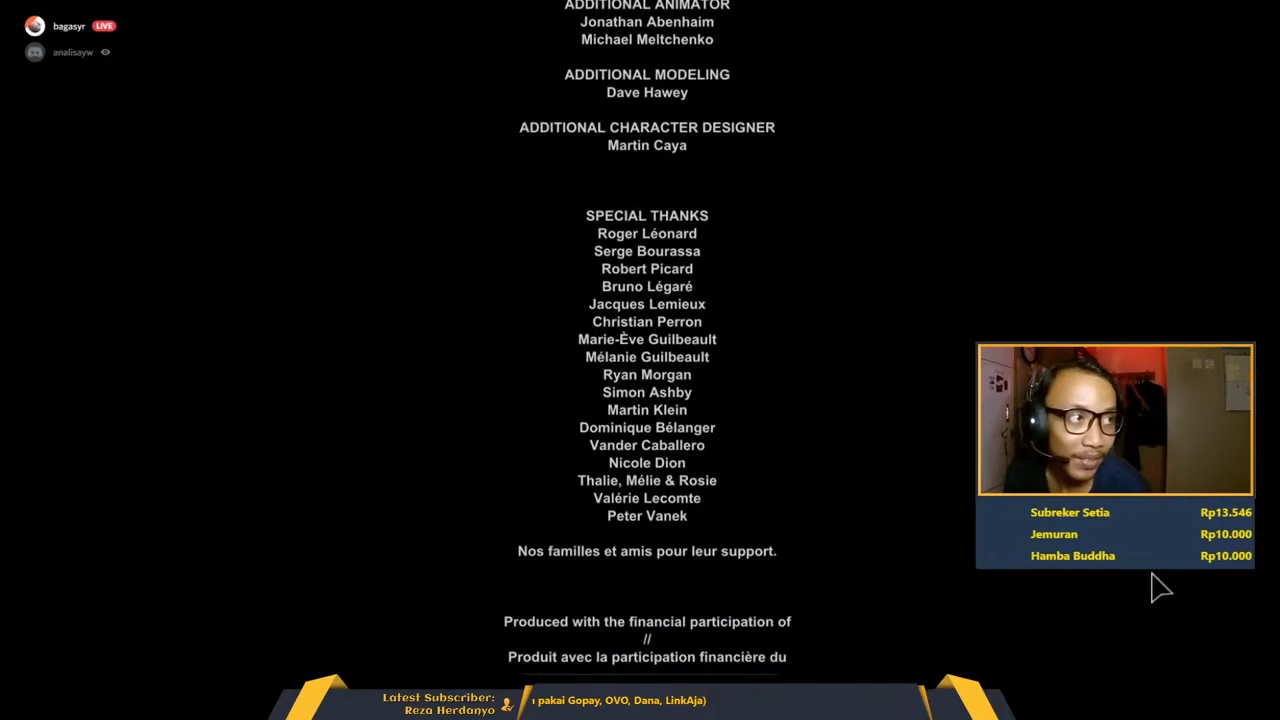 bagasyr LIVE
analisayw
ADDITIONAL ANIMATOR
Jonathan Abenhaim
Michael Meltchenko
ADDITIONAL MODELING
Dave Hawey
ADDITIONAL CHARACTER DESIGNER
Martin Caya
SPECIAL THANKS
Roger Léonard
Serge Bourassa
Robert Picard
Bruno Légaré
Jacques Lemieux
Christian Perron
Marie-Ève Guilbeault
Mélanie Guilbeault
Ryan Morgan
Simon Ashby
Martin Klein
Dominique Bélanger
Vander Caballero
Nicole Dion
Thalie, Mélie & Rosie
Valérie Lecomte
Peter Vanek
Nos familles et amis pour leur support.
Produced with the financial participation of
//
Produit avec la participation financière du
Subreker Setia Rp13.546
Jemuran Rp10.000
Hamba Buddha Rp10.000
Latest Subscriber:
Reza Herdanyo
pakai Gopay, OVO, Dana, LinkAja)